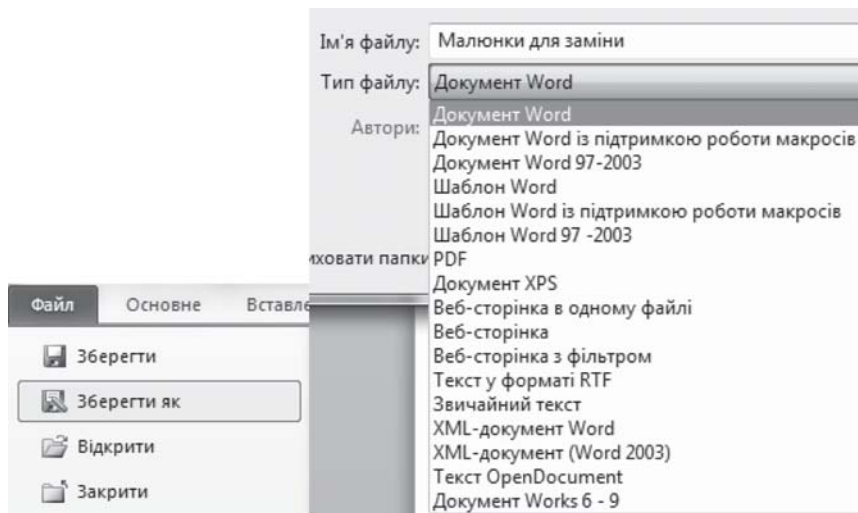 Ім'я файлу: Малюнки для заміни
Тип файлу: Документ Word
Автори:
Документ Word
Документ Word із підтримкою роботи макросів
Документ Word 97-2003
Шаблон Word
Шаблон Word із підтримкою роботи макросів
Шаблон Word 97 -2003
иховати папки
PDF
Документ XPS
Веб-сторінка в одному файлі
Веб-сторінка
Веб-сторінка з фільтром
Текст у форматі RTF
Звичайний текст
XML-документ Word
XML-документ (Word 2003)
Текст OpenDocument
Документ Works 6 - 9
Файл Основне Вставле
Зберегти
Зберегти як
Відкрити
Закрити